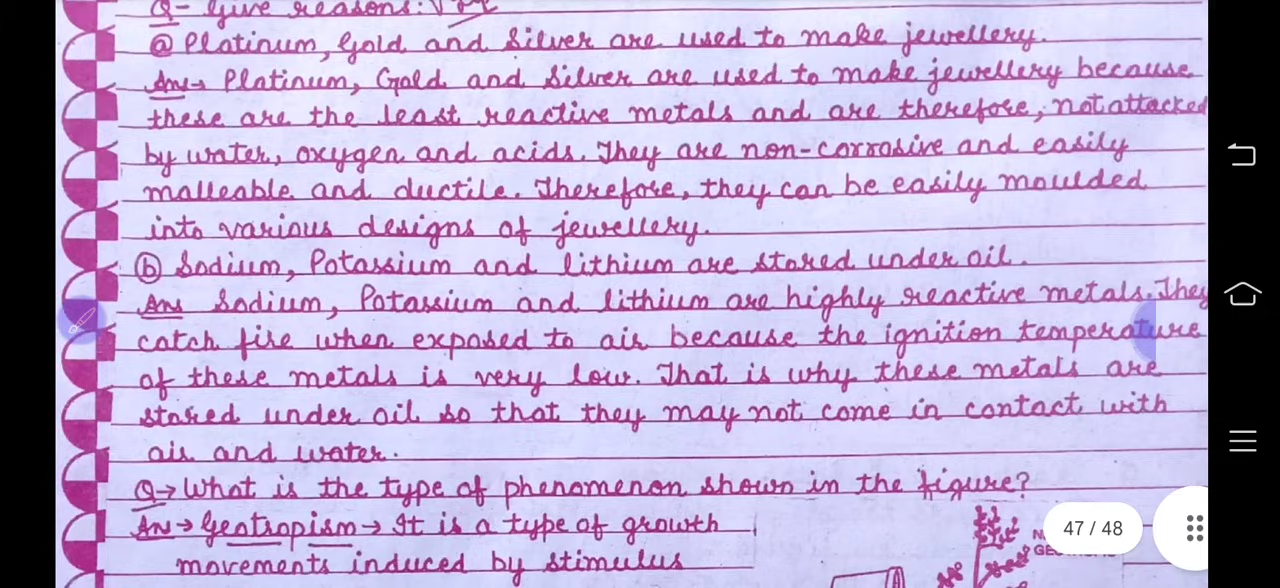 Q- Give reasons:
ⓐ Platinum, Gold and Silver are used to make jewellery.
Ans→ Platinum, Gold and Silver are used to make jewellery because
these are the least reactive metals and are therefore, not attacked
by water, oxygen and acids. They are non-corrosive and easily
malleable and ductile. Therefore, they can be easily moulded
into various designs of jewellery.
ⓑ Sodium, Potassium and lithium are stored under oil.
Ans Sodium, Potassium and lithium are highly reactive metals. They
catch fire when exposed to air because the ignition temperature
of these metals is very low. That is why these metals are
stored under oil so that they may not come in contact with
air and water.
Q→ What is the type of phenomenon shown in the figure?
An→ Geotropism → It is a type of growth
movements induced by stimulus
47 / 48